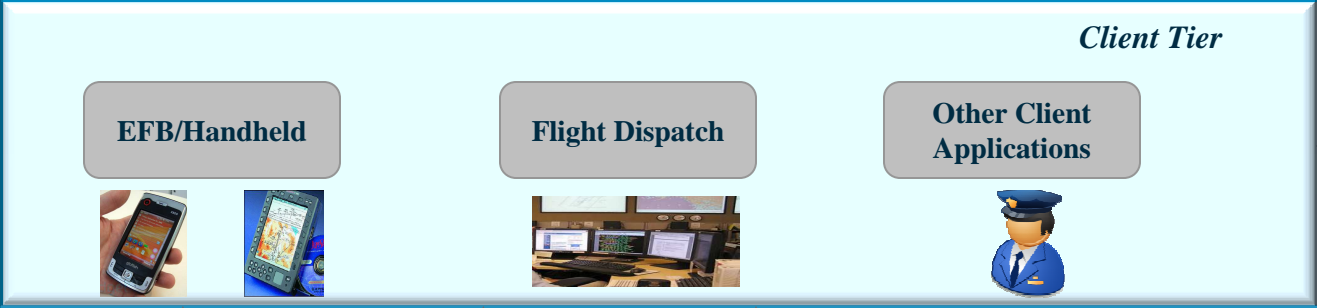 Client Tier
EFB/Handheld
Flight Dispatch
Other Client
Applications